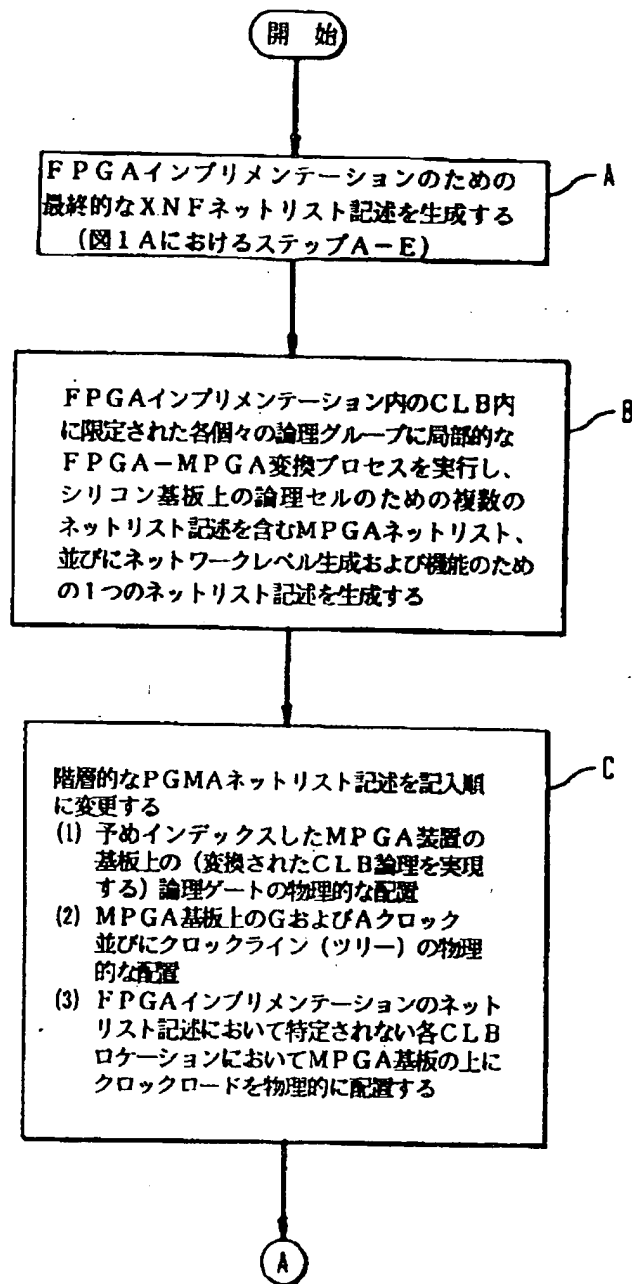 開 始
FPGAインプリメンテーションのための
最終的なXNFネットリスト記述を生成する
(図1AにおけるステップA-E)
A
FPGAインプリメンテーション内のCLB内
に限定された各個々の論理グループに局部的な
FPGA-MPGA変換プロセスを実行し、
シリコン基板上の論理セルのための複数の
ネットリスト記述を含むMPGAネットリスト、
並びにネットワークレベル生成および機能のため
の1つのネットリスト記述を生成する
B
階層的なPGMAネットリスト記述を記入順
に変更する
(1) 予めインデックスしたMPGA装置の
基板上の(変換されたCLB論理を実現
する)論理ゲートの物理的な配置
(2) MPGA基板上のGおよびAクロック
並びにクロックライン(ツリー)の物理
的な配置
(3) FPGAインプリメンテーションのネット
リスト記述において特定されない各CLB
ロケーションにおいてMPGA基板の上に
クロックロードを物理的に配置する
C
A